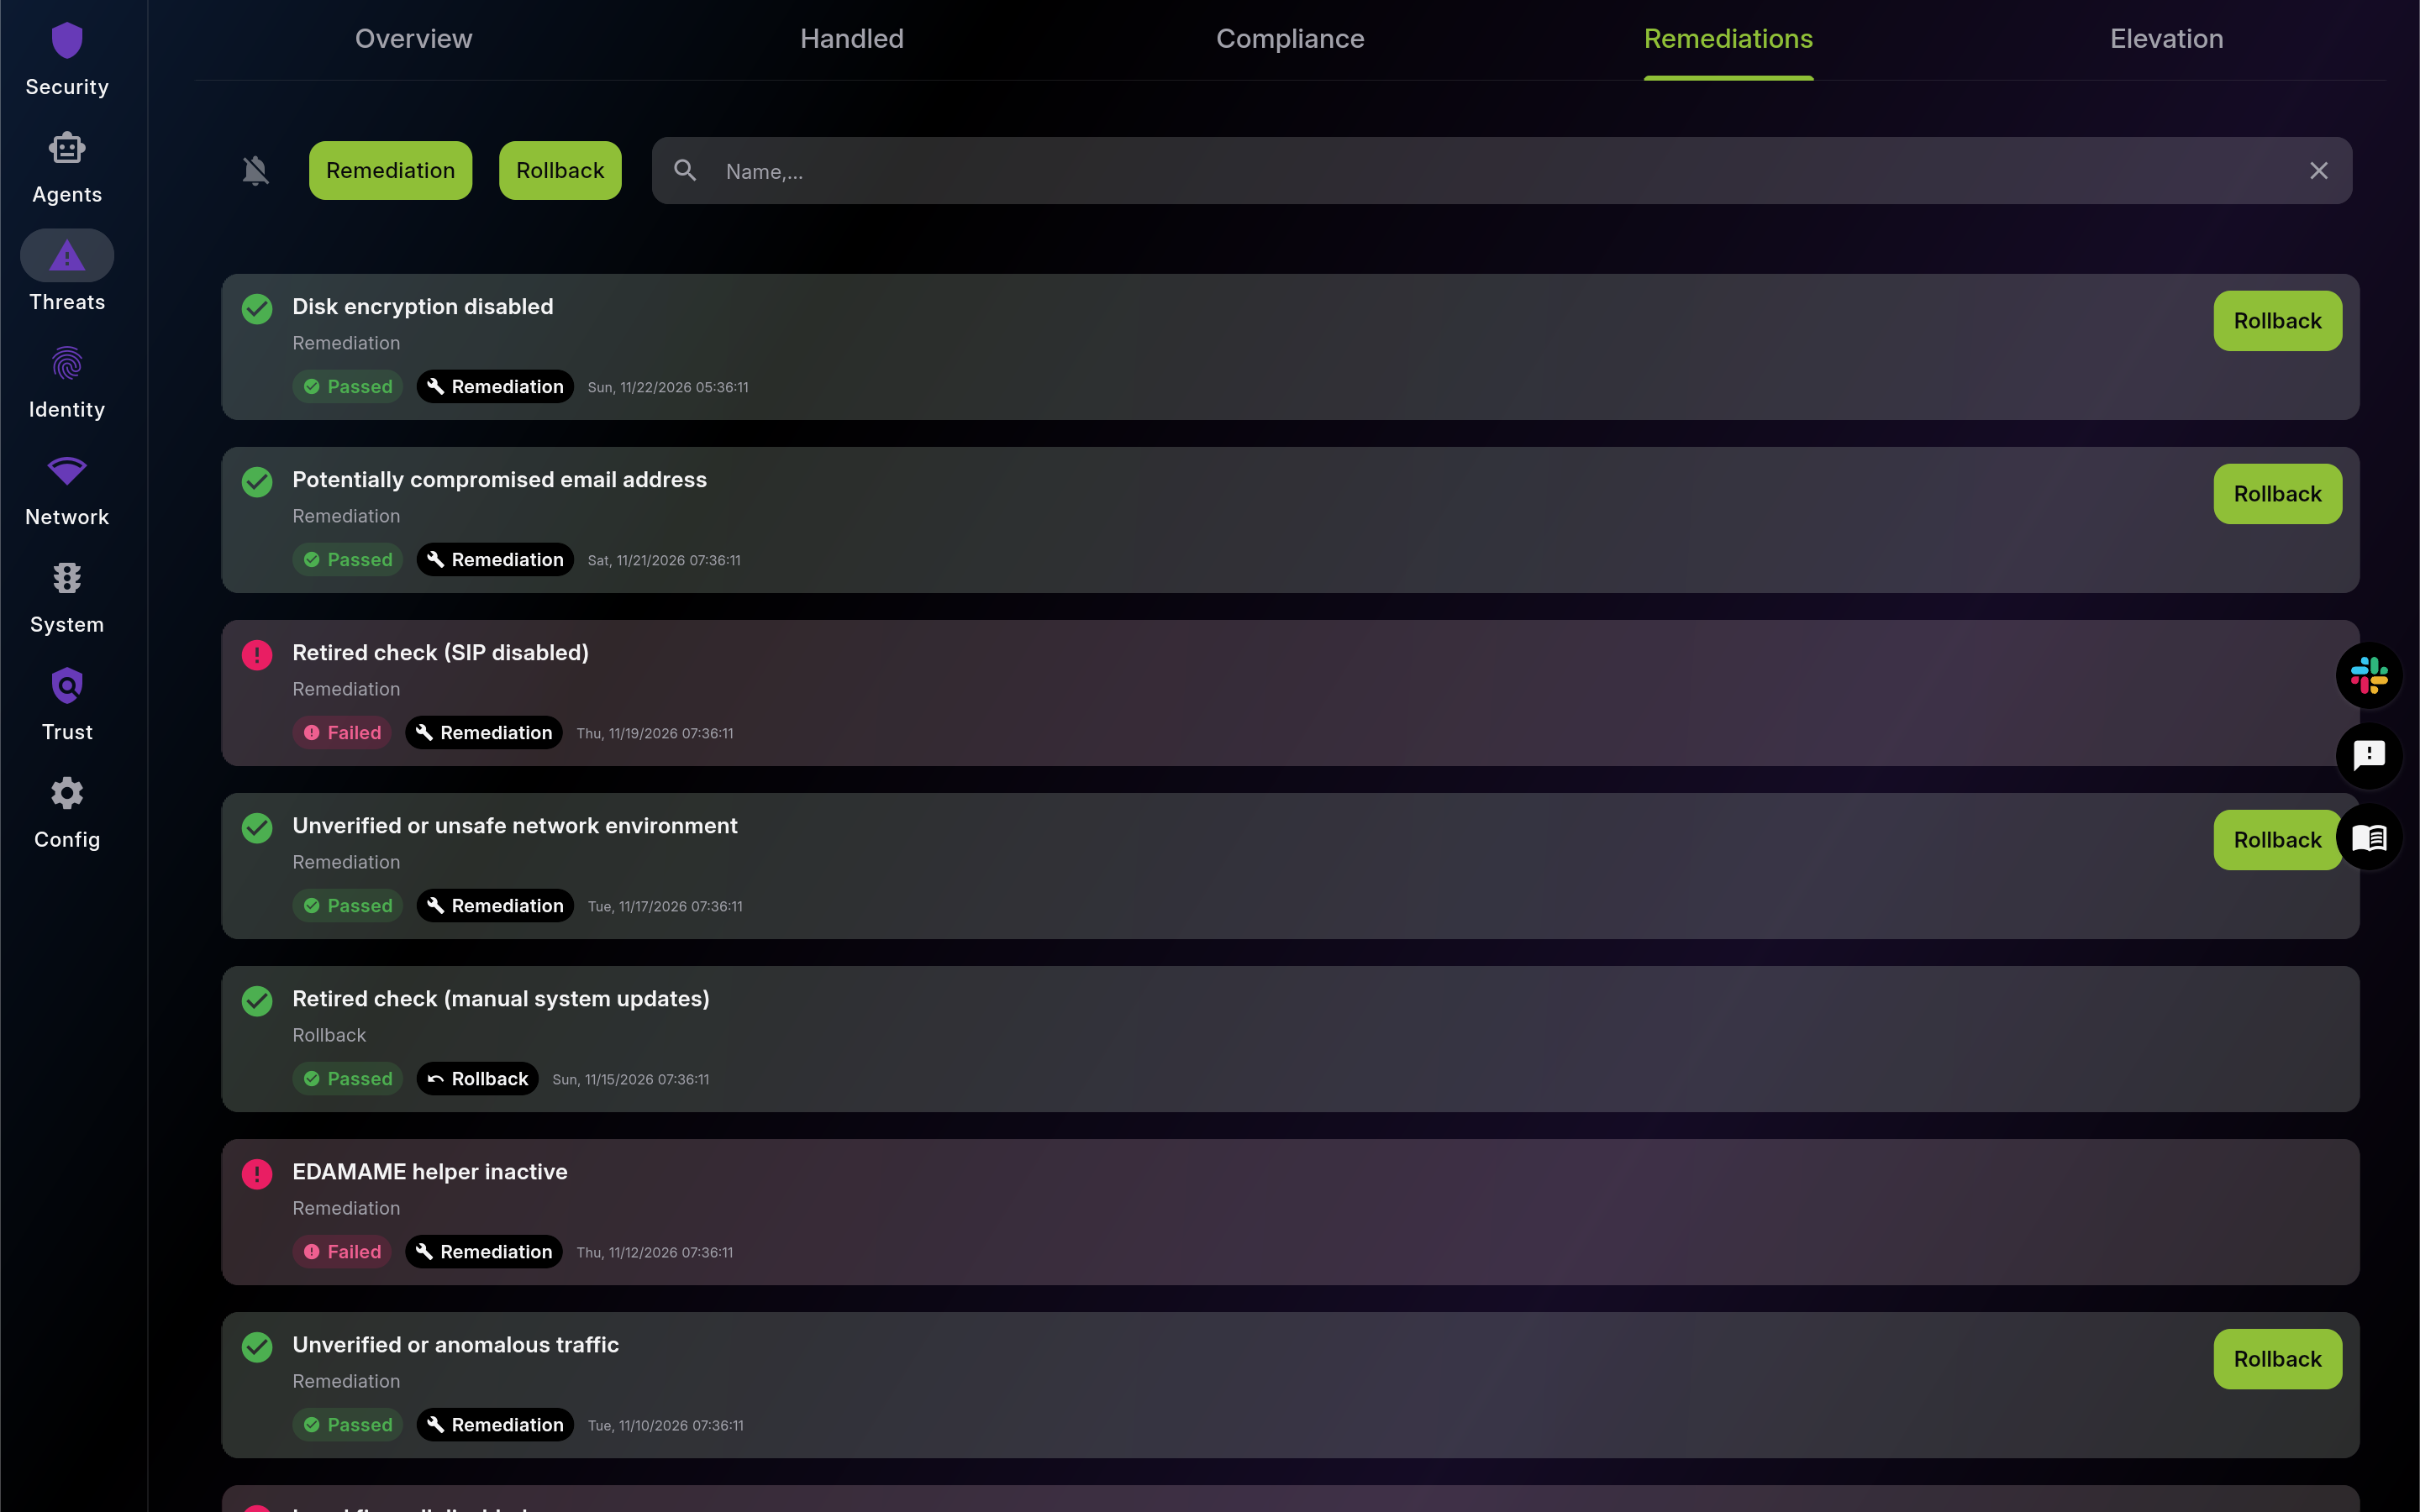 Security
Agents
Threats
Identity
Network
System
Trust
Config
Overview
Handled
Compliance
Remediations
Elevation
Remediation
Rollback
Name,...
Disk encryption disabled
Rollback
Remediation
Passed
Remediation
Sun, 11/22/2026 05:36:11
Potentially compromised email address
Rollback
Remediation
Passed
Remediation
Sat, 11/21/2026 07:36:11
Retired check (SIP disabled)
Remediation
Failed
Remediation
Thu, 11/19/2026 07:36:11
Unverified or unsafe network environment
Rollback
Remediation
Passed
Remediation
Tue, 11/17/2026 07:36:11
Retired check (manual system updates)
Rollback
Passed
Rollback
Sun, 11/15/2026 07:36:11
EDAMAME helper inactive
Remediation
Failed
Remediation
Thu, 11/12/2026 07:36:11
Unverified or anomalous traffic
Rollback
Remediation
Passed
Remediation
Tue, 11/10/2026 07:36:11